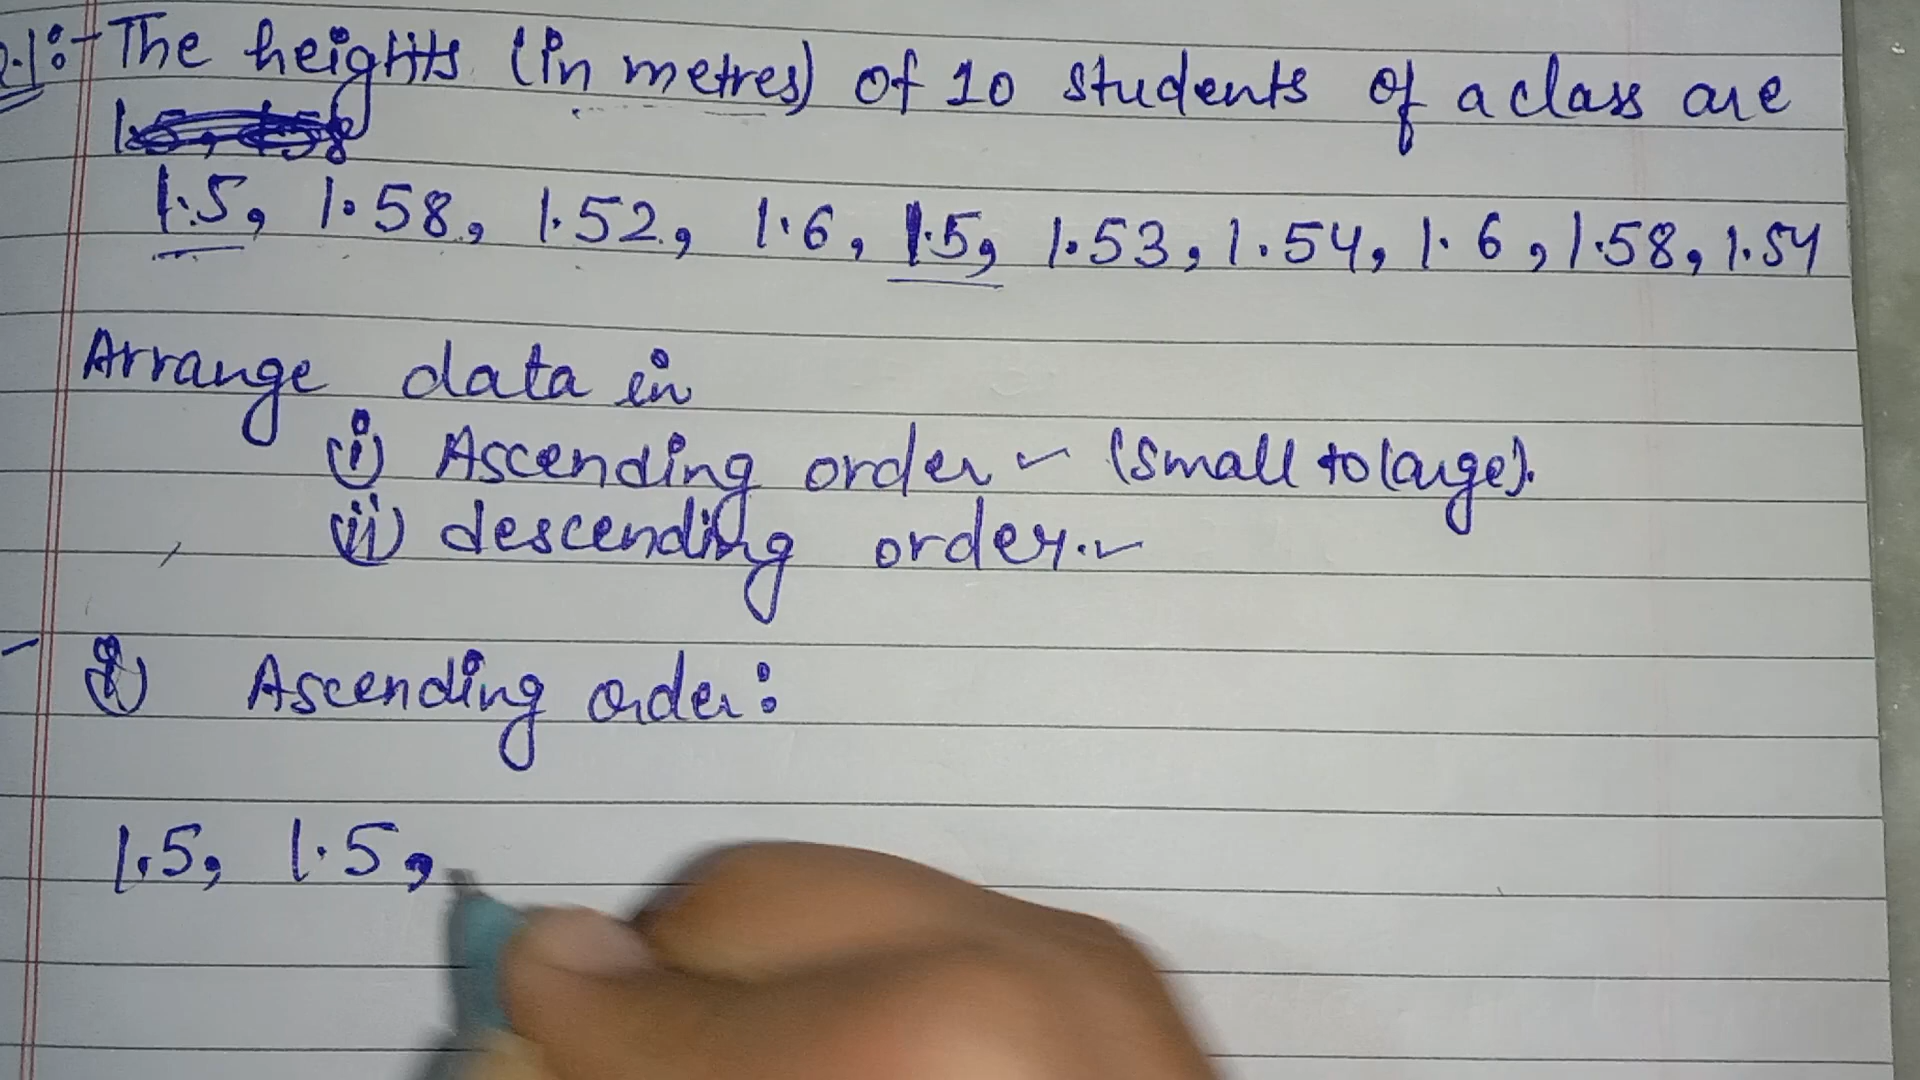 Q.1:- The heights (in metres) of 10 students of a class are
1.5, 1.58, 1.52, 1.6, 1.5, 1.53, 1.54, 1.6, 1.58, 1.54
Arrange data in
(i) Ascending order (small to large).
(ii) descending order.
(i) Ascending order:
1.5, 1.5,